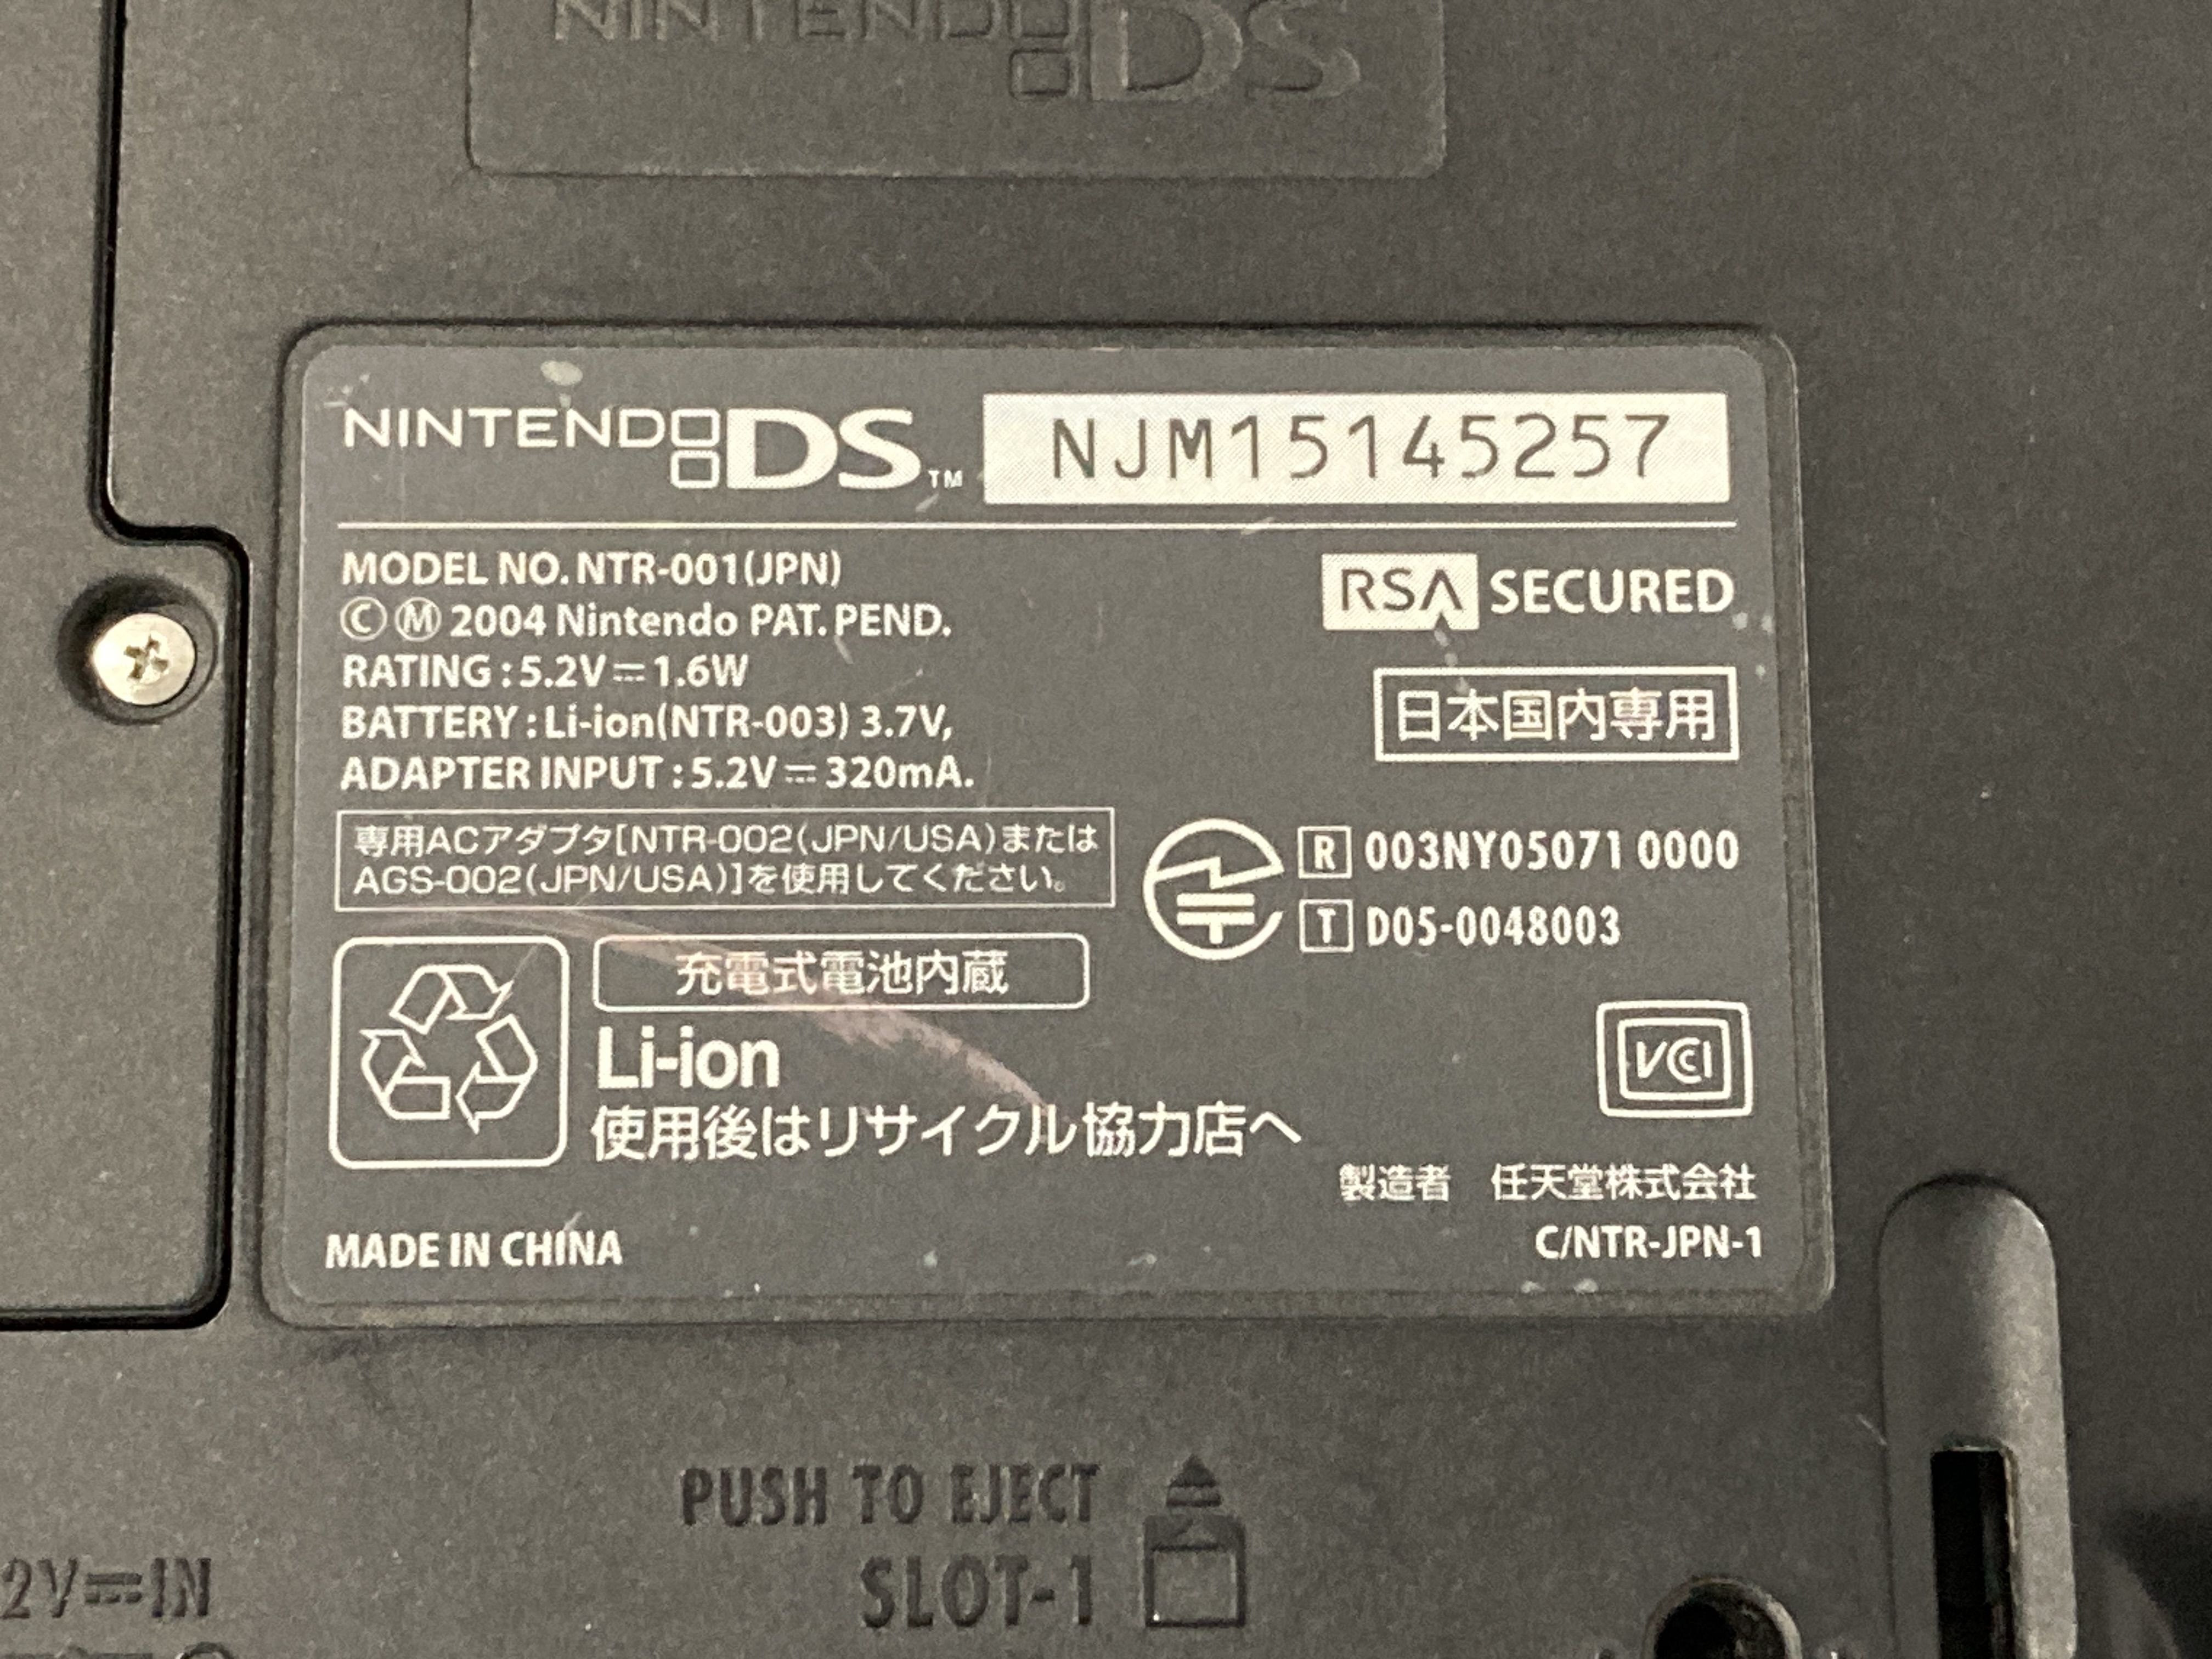 NINTENDO DS
NINTENDO DS™ NJM15145257
MODEL NO. NTR-001(JPN)
Ⓒ Ⓜ 2004 Nintendo PAT. PEND.
RATING : 5.2V⎓1.6W
BATTERY : Li-ion(NTR-003) 3.7V,
ADAPTER INPUT : 5.2V⎓320mA.
RSA SECURED
日本国内専用
専用ACアダプタ[NTR-002(JPN/USA)または
AGS-002(JPN/USA)]を使用してください。
R 003NY05071 0000
T D05-0048003
充電式電池内蔵
Li-ion
使用後はリサイクル協力店へ
VCCI
製造者 任天堂株式会社
MADE IN CHINA
C/NTR-JPN-1
PUSH TO EJECT
SLOT-1
2V⎓IN